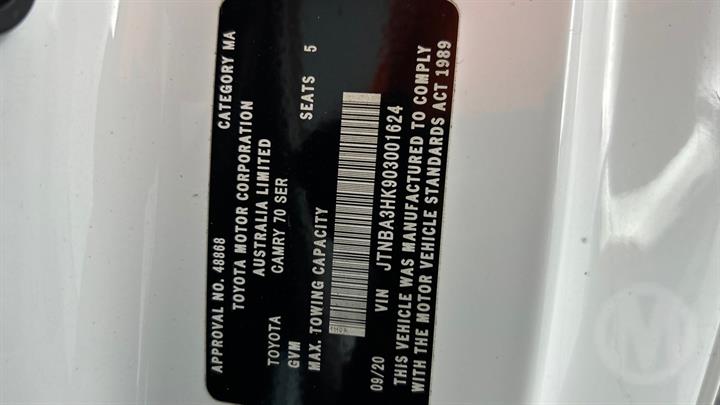 APPROVAL NO. 48868 CATEGORY MA
TOYOTA MOTOR CORPORATION
AUSTRALIA LIMITED
TOYOTA CAMRY 70 SER
GVM SEATS 5
MAX. TOWING CAPACITY
09/20 VIN JTNBA3HK903001624
THIS VEHICLE WAS MANUFACTURED TO COMPLY
WITH THE MOTOR VEHICLE STANDARDS ACT 1989
M